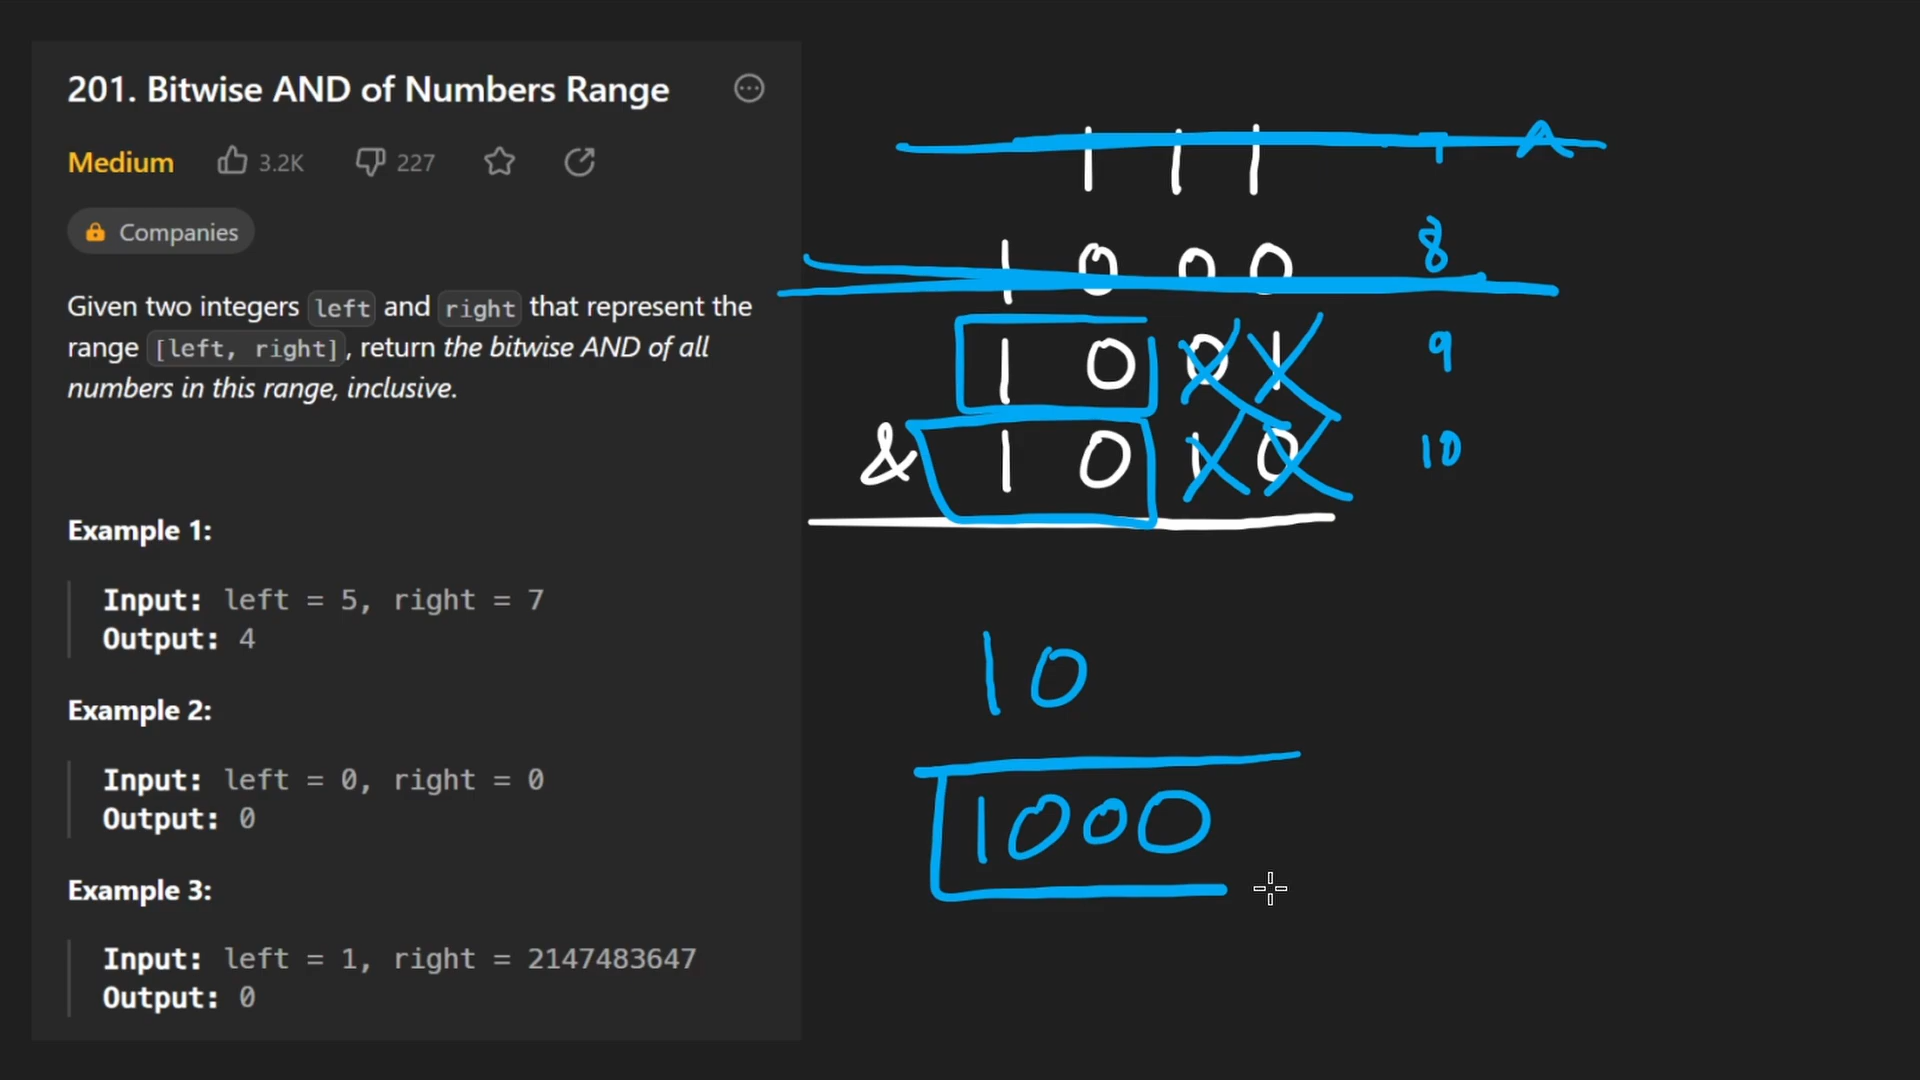 201. Bitwise AND of Numbers Range
Medium 3.2K 227
Companies
Given two integers left and right that represent the
range [left, right], return the bitwise AND of all
numbers in this range, inclusive.
Example 1:
Input: left = 5, right = 7
Output: 4
Example 2:
Input: left = 0, right = 0
Output: 0
Example 3:
Input: left = 1, right = 2147483647
Output: 0
1 1 1
1 0 0 0 8
1 0 0 1 9
& 1 0 1 0 10
10
1000